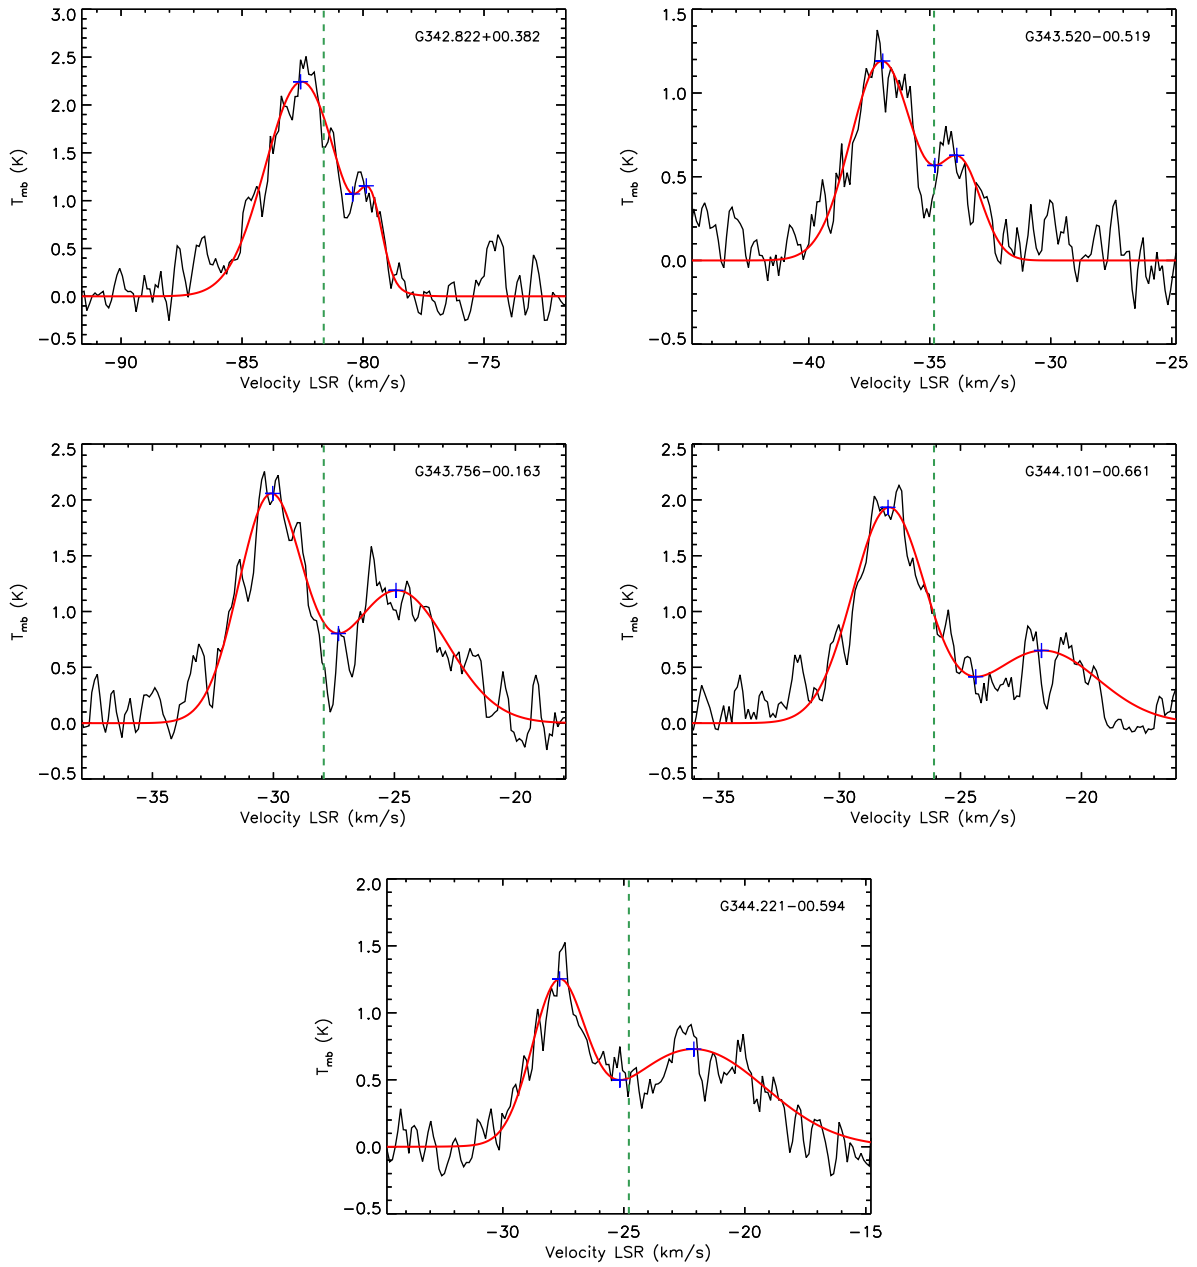 G342.822+00.382
3.0
2.5
2.0
1.5
1.0
0.5
0.0
−0.5
T_mb (K)
−90 −85 −80 −75
Velocity LSR (km/s)
G343.520−00.519
1.5
1.0
0.5
0.0
−0.5
T_mb (K)
−40 −35 −30 −25
Velocity LSR (km/s)
G343.756−00.163
2.5
2.0
1.5
1.0
0.5
0.0
−0.5
T_mb (K)
−35 −30 −25 −20
Velocity LSR (km/s)
G344.101−00.661
2.5
2.0
1.5
1.0
0.5
0.0
−0.5
T_mb (K)
−35 −30 −25 −20
Velocity LSR (km/s)
G344.221−00.594
2.0
1.5
1.0
0.5
0.0
−0.5
T_mb (K)
−30 −25 −20 −15
Velocity LSR (km/s)